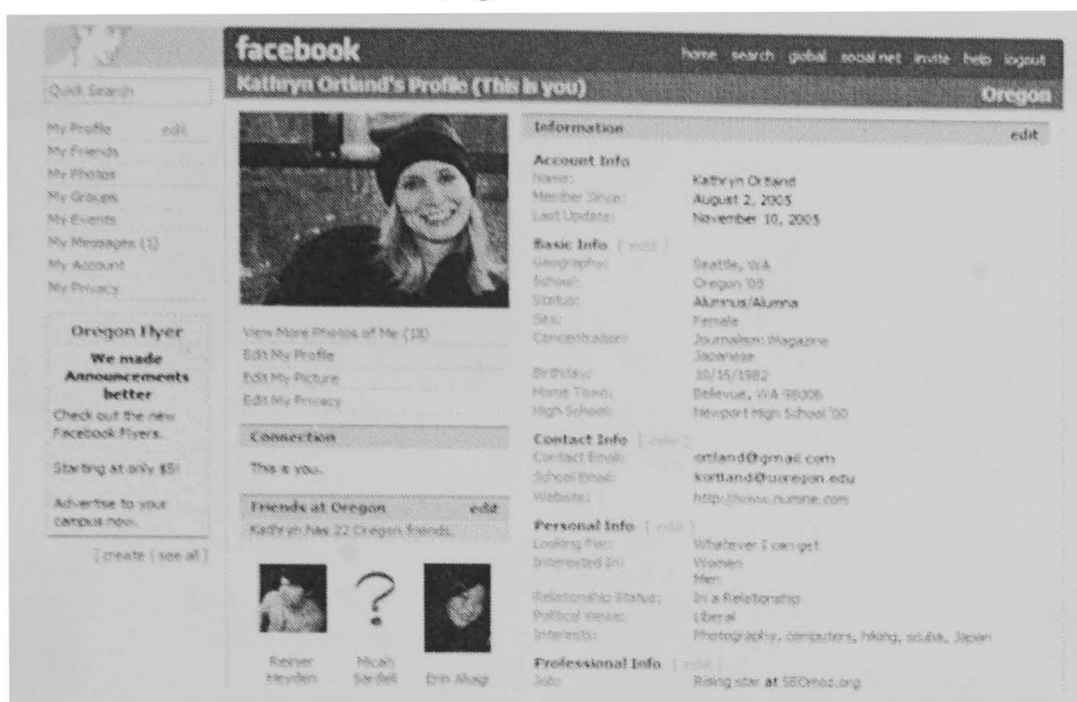 facebook
home search global social net invite help logout
Kathryn Ortland's Profile (This is you)
Oregon
Quick Search
My Profile edit
My Friends
My Photos
My Groups
My Events
My Messages (1)
My Account
My Privacy
Oregon Flyer
We made
Announcements
better
Check out the new
Facebook Flyers.
Starting at only $5!
Advertise to your
campus now.
[ create | see all ]
View More Photos of Me (18)
Edit My Profile
Edit My Picture
Edit My Privacy
Connection
This is you.
Friends at Oregon edit
Kathryn has 22 Oregon friends.
Reiner
Heyden
Micah
Erin
Information edit
Account Info
Name: Kathryn Ortland
Member Since: August 2, 2005
Last Update: November 10, 2005
Basic Info [ edit ]
Geography: Seattle, WA
School: Oregon '05
Status: Alumnus/Alumna
Sex: Female
Concentration: Journalism: Magazine
Japanese
Birthday: 10/16/1982
Home Town: Bellevue, WA 98006
High School: Newport High School '00
Contact Info [ edit ]
Contact Email: ortland@gmail.com
School Email: kortland@uoregon.edu
Website:
Personal Info [ edit ]
Looking For: Whatever I can get
Interested In: Women
Men
Relationship Status: In a Relationship
Political Views: Liberal
Interests: Photography, computers, hiking, scuba, Japan
Professional Info [ edit ]
Job: Rising star at SEOmoz.org